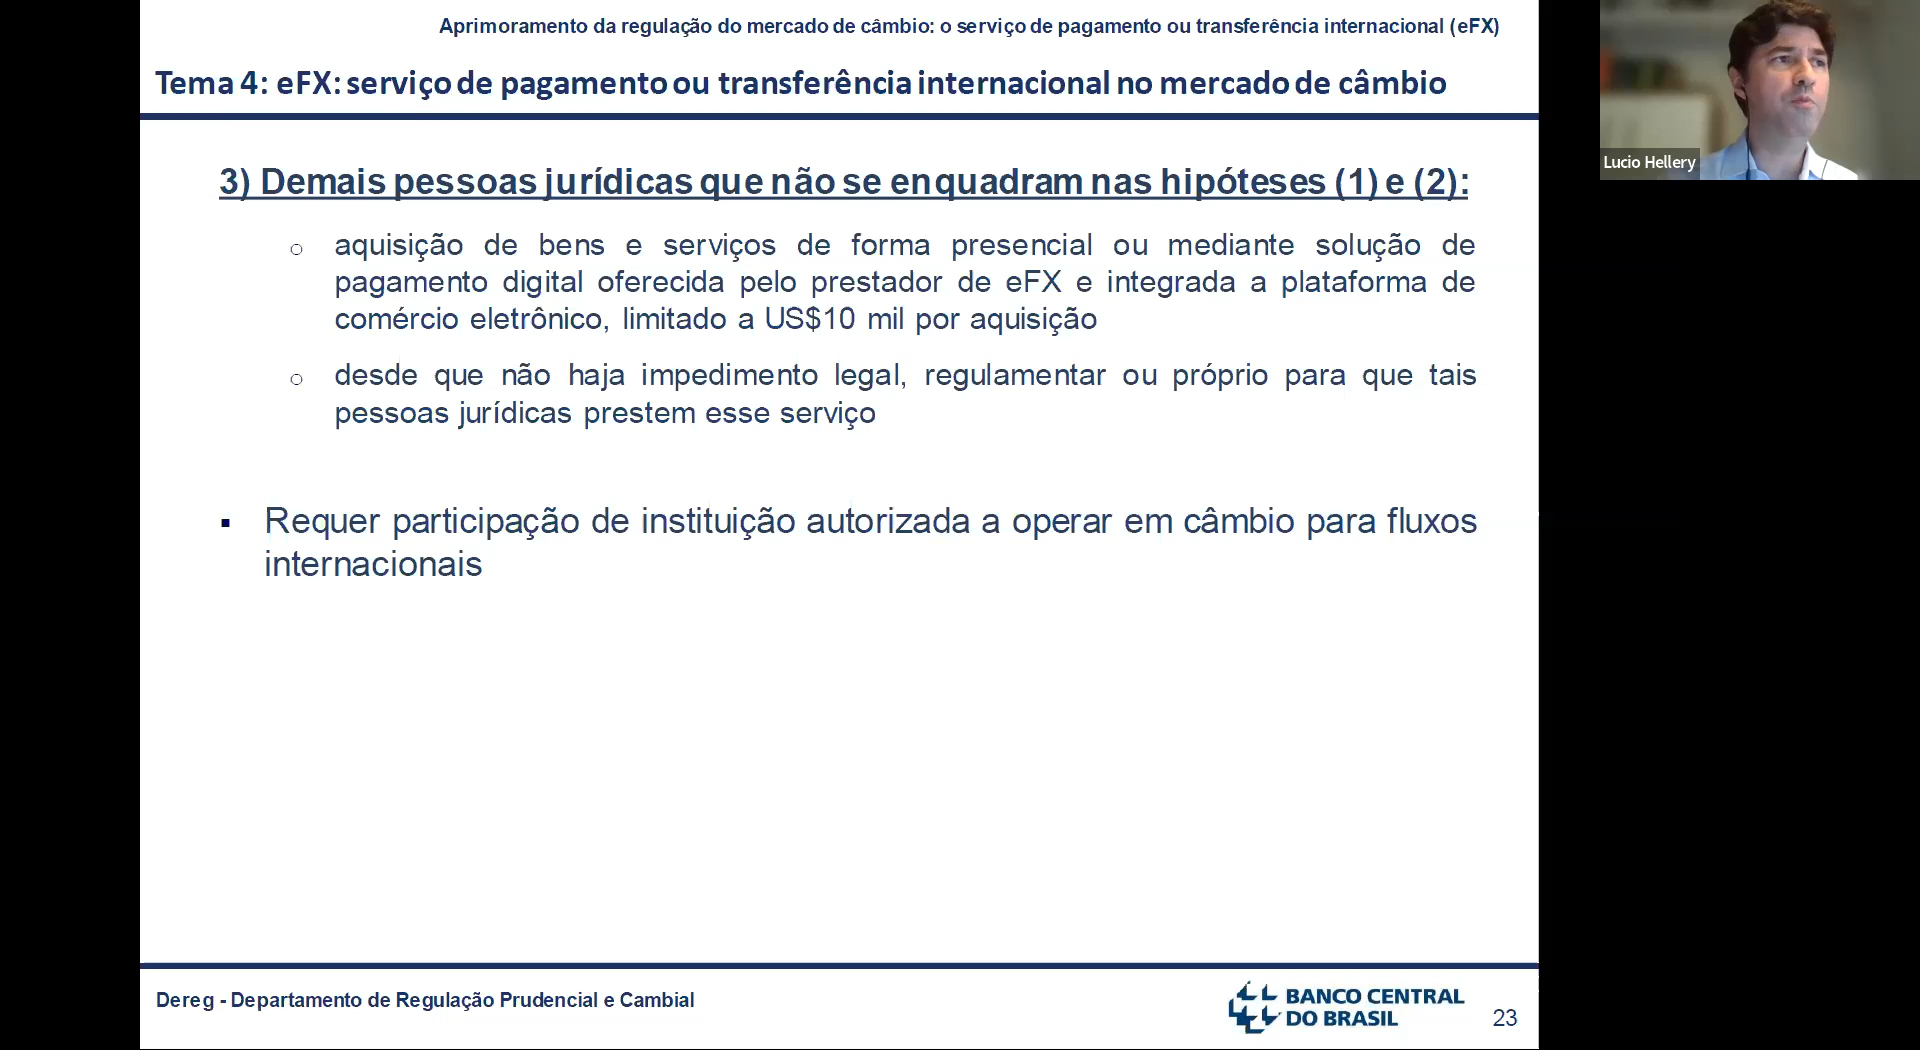 Aprimoramento da regulação do mercado de câmbio: o serviço de pagamento ou transferência internacional (eFX)
Tema 4: eFX: serviço de pagamento ou transferência internacional no mercado de câmbio
3) Demais pessoas jurídicas que não se enquadram nas hipóteses (1) e (2):
aquisição de bens e serviços de forma presencial ou mediante solução de
pagamento digital oferecida pelo prestador de eFX e integrada a plataforma de
comércio eletrônico, limitado a US$10 mil por aquisição
desde que não haja impedimento legal, regulamentar ou próprio para que tais
pessoas jurídicas prestem esse serviço
Requer participação de instituição autorizada a operar em câmbio para fluxos
internacionais
Dereg - Departamento de Regulação Prudencial e Cambial
BANCO CENTRAL
DO BRASIL
23
Lucio Hellery